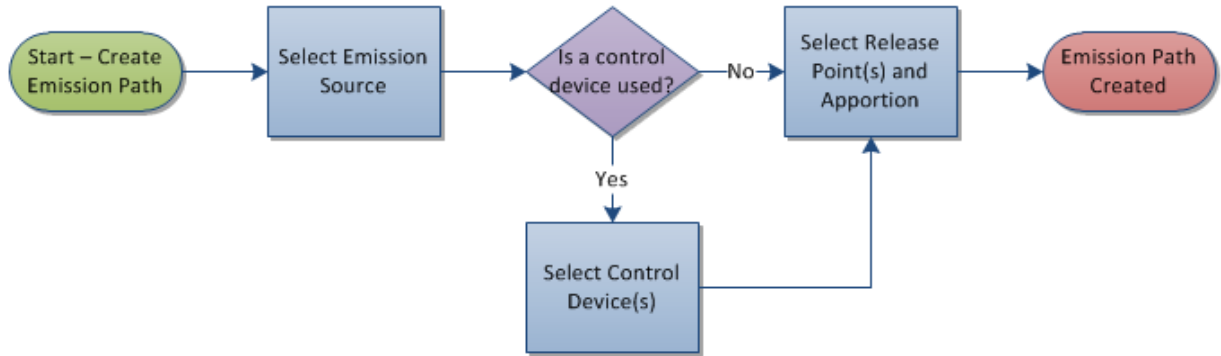 Start – Create
Emission Path
Select Emission
Source
Is a control
device used?
No
Select Release
Point(s) and
Apportion
Emission Path
Created
Yes
Select Control
Device(s)